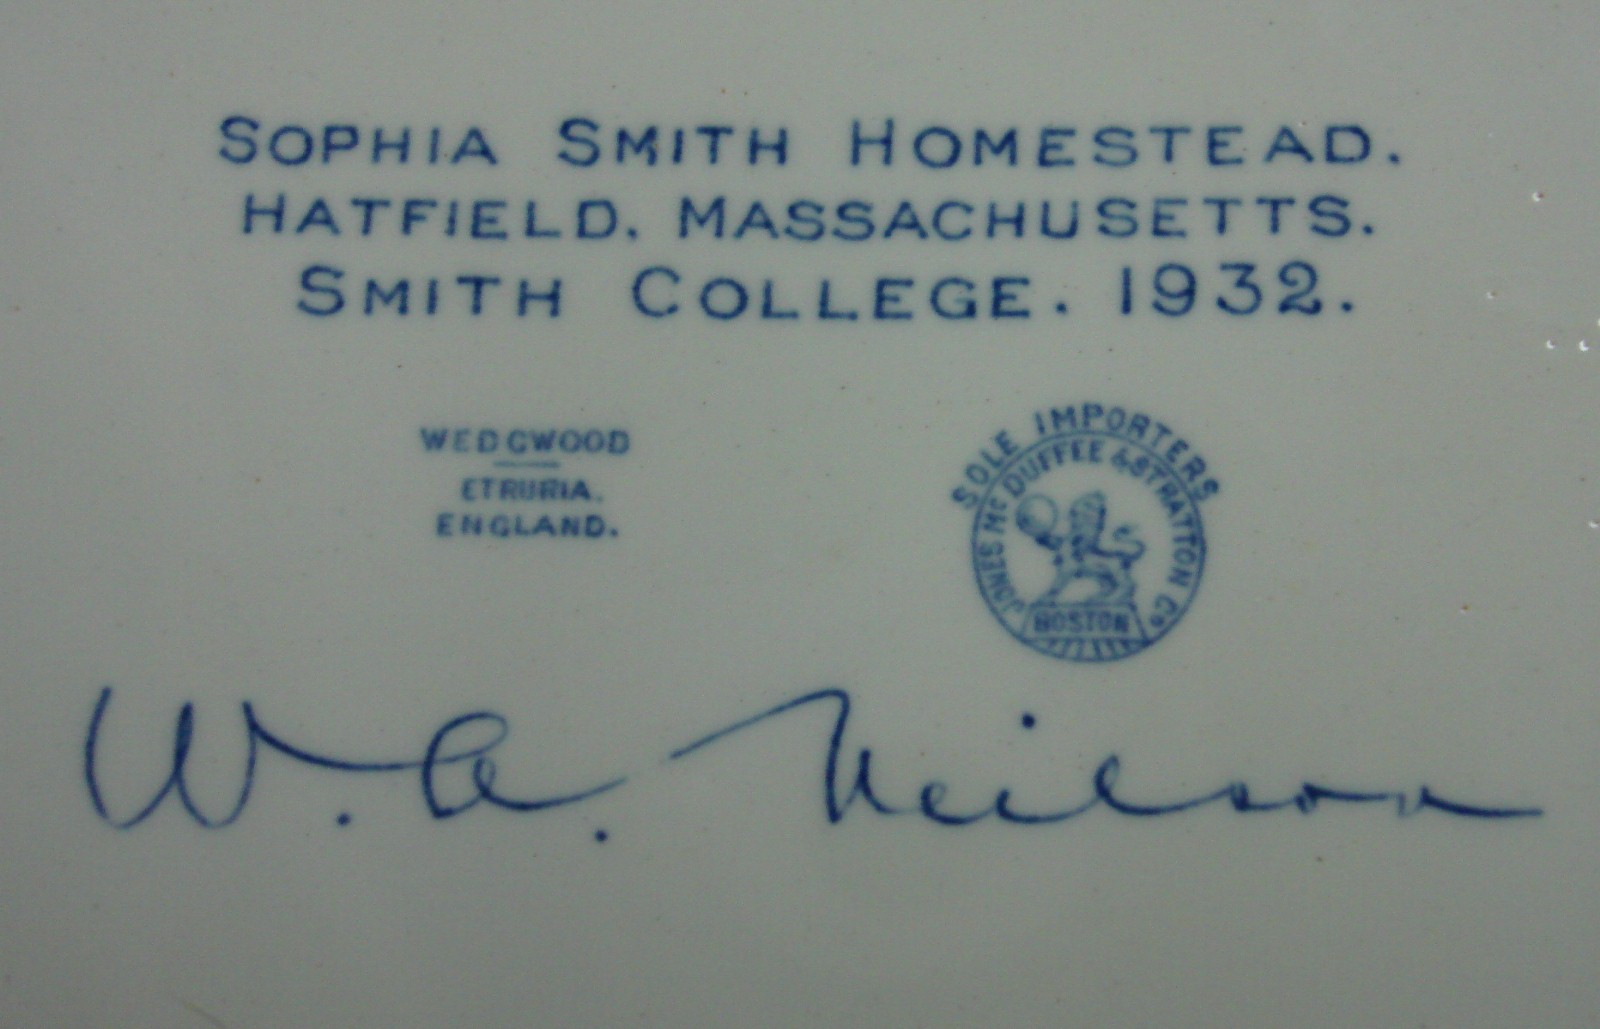 SOPHIA SMITH HOMESTEAD.
HATFIELD. MASSACHUSETTS.
SMITH COLLEGE. 1932.
WEDGWOOD
ETRURIA.
ENGLAND.
SOLE IMPORTERS
JONES McDUFFEE & STRATTON Co
BOSTON
W. A. Neilson